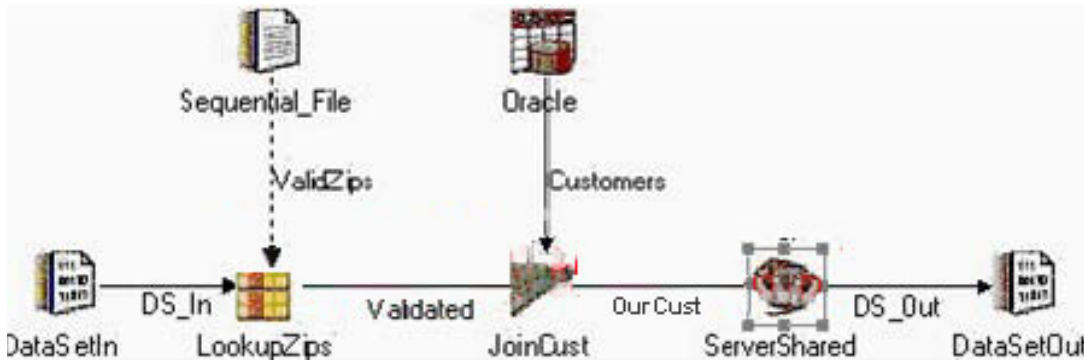 Sequential_File
Oracle
ValidZips
Customers
DS_In
Validated
OurCust
DS_Out
DataSetIn
LookupZips
JoinCust
ServerShared
DataSetOut